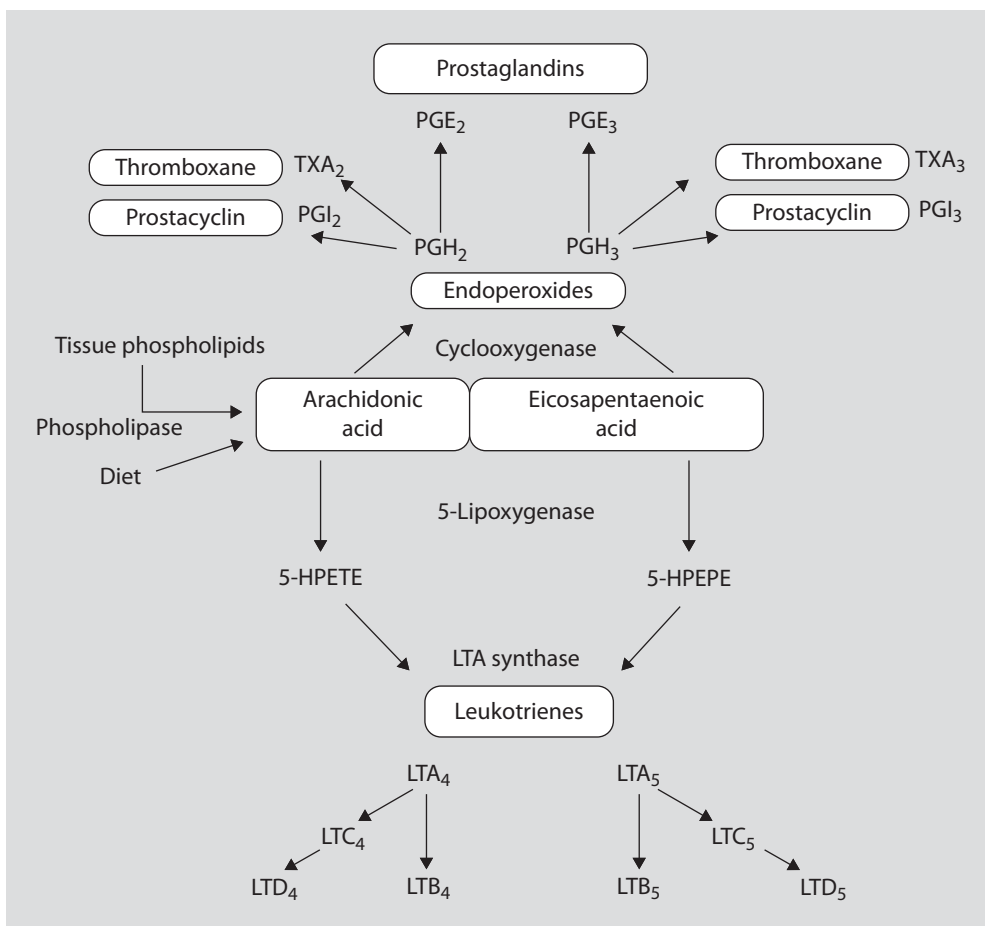 Prostaglandins
PGE₂ PGE₃
Thromboxane TXA₂ Thromboxane TXA₃
Prostacyclin PGI₂ Prostacyclin PGI₃
PGH₂ PGH₃
Endoperoxides
Tissue phospholipids Cyclooxygenase
Arachidonic Eicosapentaenoic
acid acid
Phospholipase
Diet
5-Lipoxygenase
5-HPETE 5-HPEPE
LTA synthase
Leukotrienes
LTA₄ LTA₅
LTC₄ LTC₅
LTD₄ LTB₄ LTB₅ LTD₅